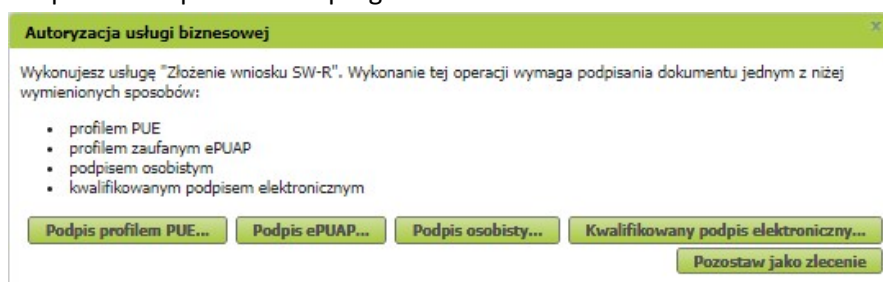 Autoryzacja usługi biznesowej
Wykonujesz usługę "Złożenie wniosku SW-R". Wykonanie tej operacji wymaga podpisania dokumentu jednym z niżej
wymienionych sposobów:
• profilem PUE
• profilem zaufanym ePUAP
• podpisem osobistym
• kwalifikowanym podpisem elektronicznym
Podpis profilem PUE... Podpis ePUAP... Podpis osobisty... Kwalifikowany podpis elektroniczny...
Pozostaw jako zlecenie